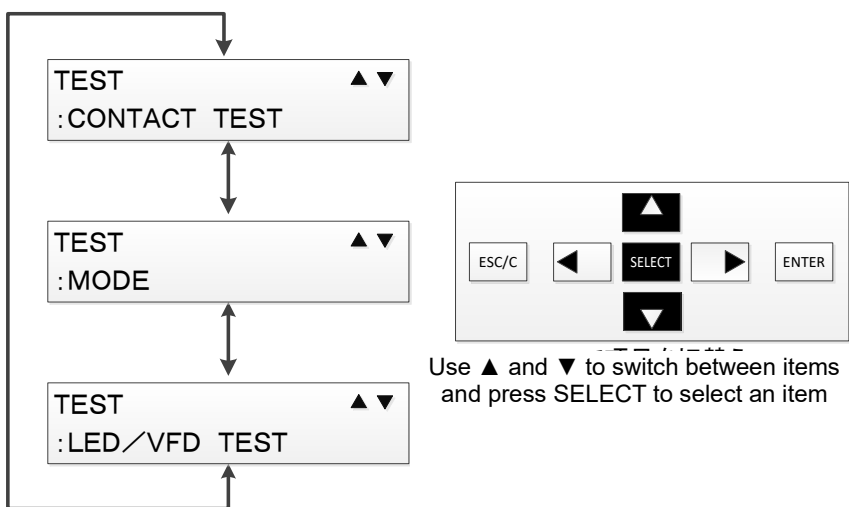 TEST ▲ ▼
:CONTACT TEST
TEST ▲ ▼
:MODE
TEST ▲ ▼
:LED／VFD TEST
ESC/C ◀ SELECT ▶ ENTER
Use ▲ and ▼ to switch between items
and press SELECT to select an item